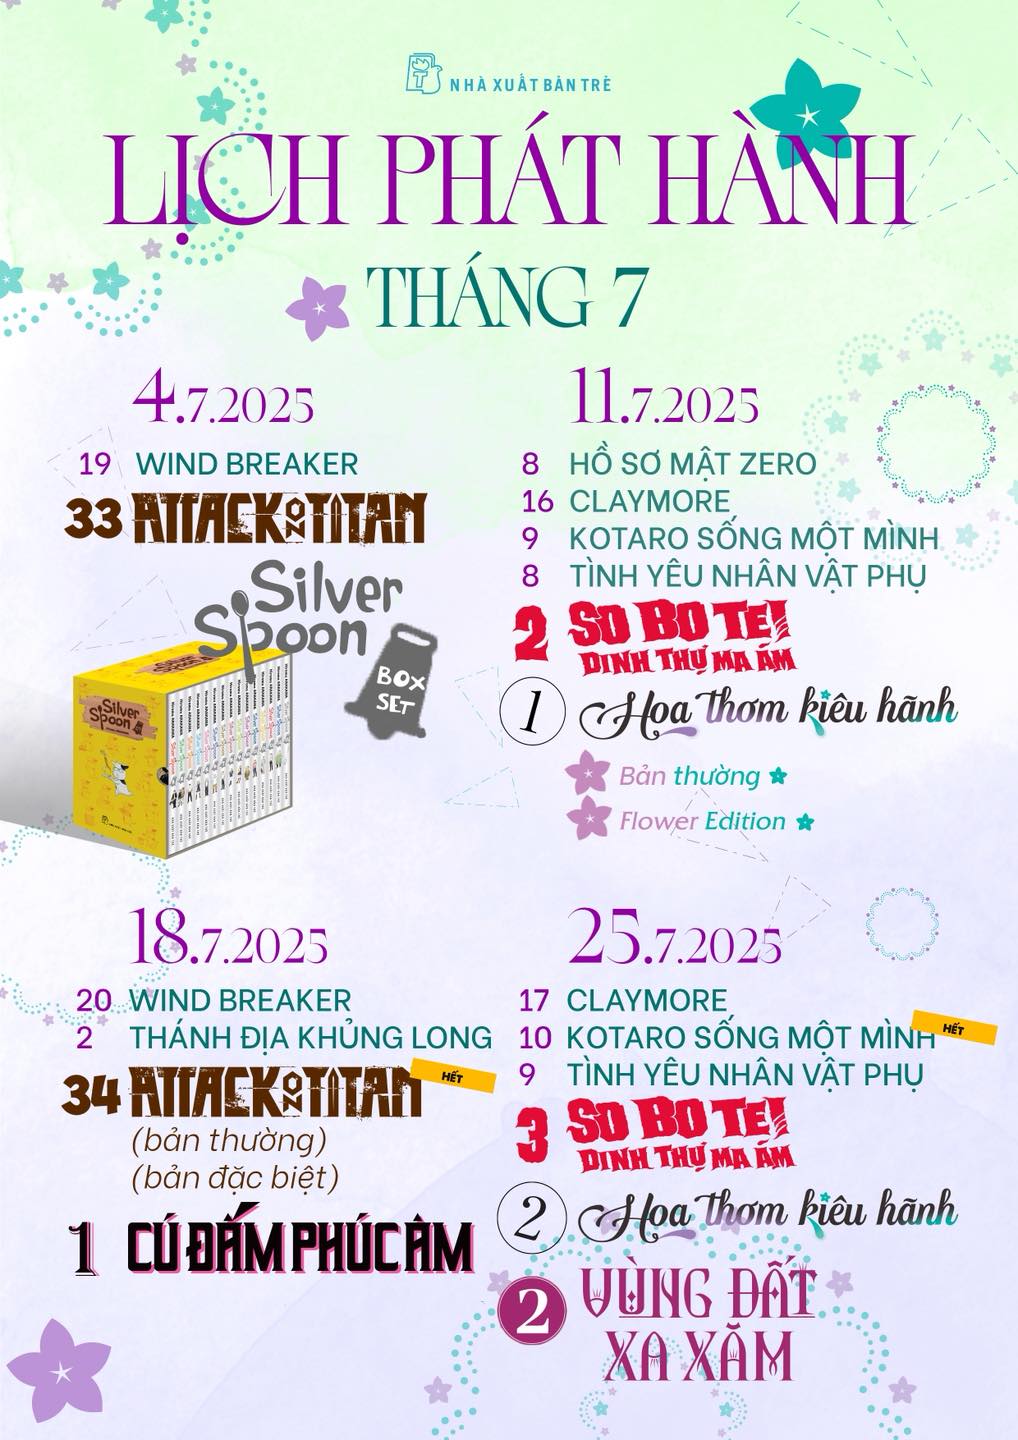 NHÀ XUẤT BẢN TRẺ
LỊCH PHÁT HÀNH
THÁNG 7
4.7.2025
19 WIND BREAKER
33 ATTACK ON TITAN
Silver Spoon
BOX SET
Silver Spoon
Silver Spoon
11.7.2025
8 HỒ SƠ MẬT ZERO
16 CLAYMORE
9 KOTARO SỐNG MỘT MÌNH
8 TÌNH YÊU NHÂN VẬT PHỤ
2 SO BO TEI
DINH THỰ MA ÁM
1 Hoa thơm kiêu hãnh
Bản thường
Flower Edition
18.7.2025
20 WIND BREAKER
2 THÁNH ĐỊA KHỦNG LONG
34 ATTACK ON TITAN HẾT
(bản thường)
(bản đặc biệt)
1 CÚ ĐẤM PHÚC ÂM
25.7.2025
17 CLAYMORE
10 KOTARO SỐNG MỘT MÌNH HẾT
9 TÌNH YÊU NHÂN VẬT PHỤ
3 SO BO TEI
DINH THỰ MA ÁM
2 Hoa thơm kiêu hãnh
2 VÙNG ĐẤT
XA XĂM